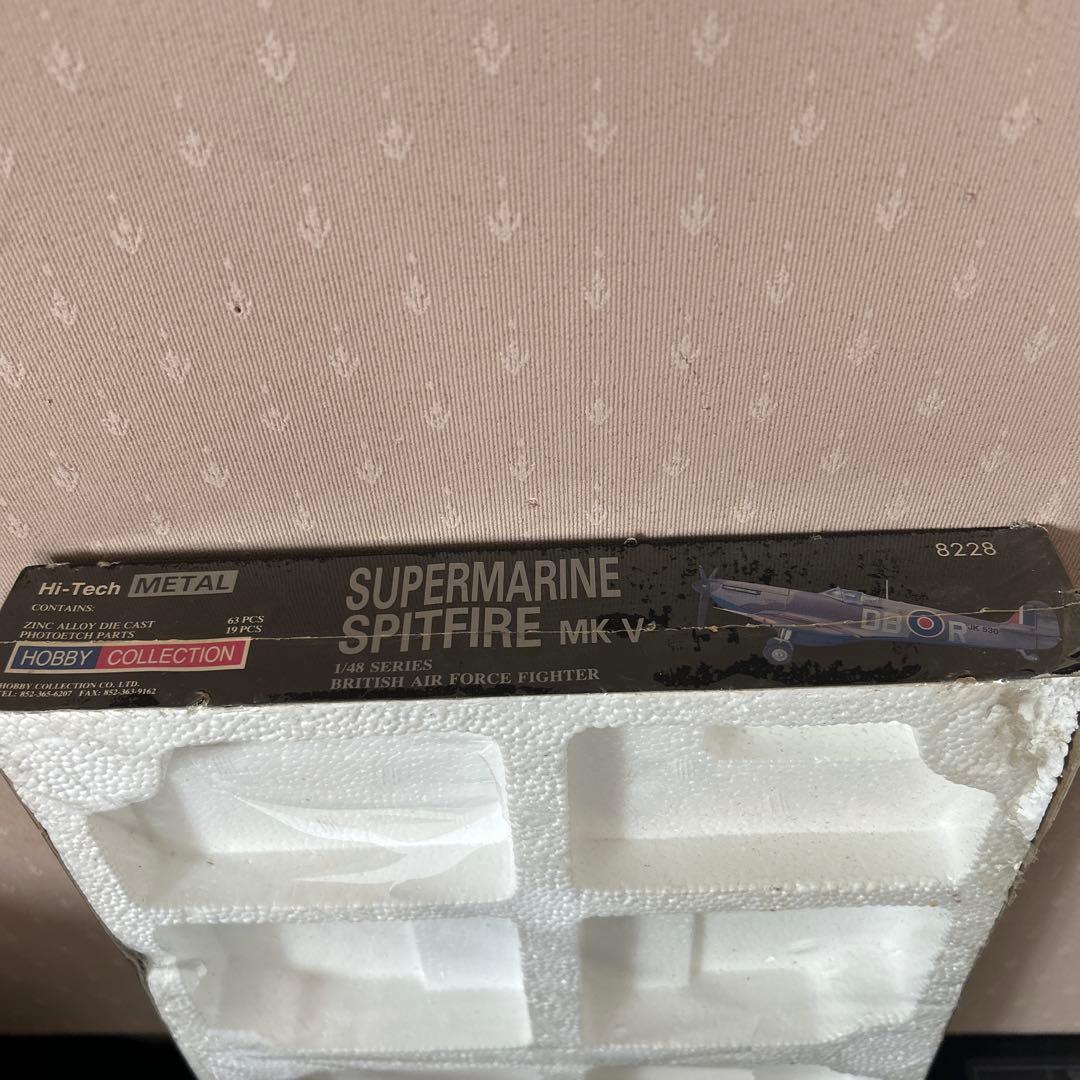 8228
Hi-Tech METAL
CONTAINS:
ZINC ALLOY DIE CAST 63 PCS
PHOTOETCH PARTS 19 PCS
HOBBY COLLECTION
HOBBY COLLECTION CO. LTD.
TEL: 852-365-6207 FAX: 852-363-9162
SUPERMARINE
SPITFIRE MK V
1/48 SERIES
BRITISH AIR FORCE FIGHTER
R
JK 530